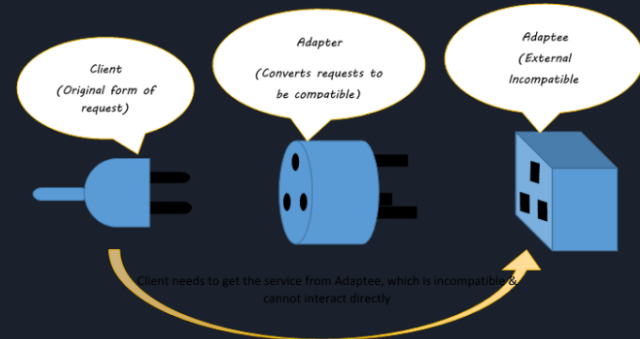 Client
(Original form of
request)
Adapter
(Converts requests to
be compatible)
Adaptee
(External
Incompatible
Client needs to get the service from Adaptee, which is incompatible &
cannot interact directly